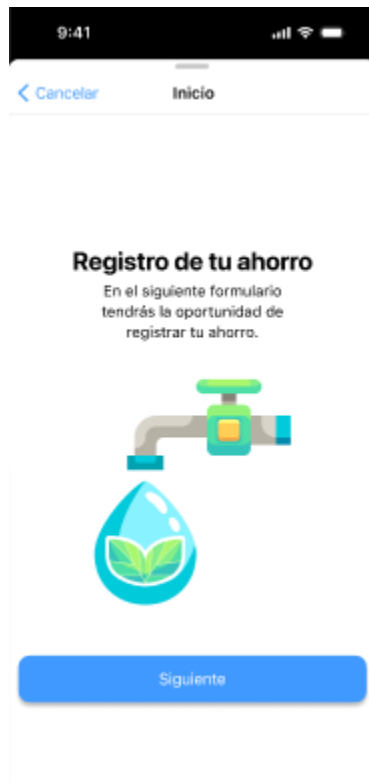 9:41
Cancelar
Inicio
Registro de tu ahorro
En el siguiente formulario
tendrás la oportunidad de
registrar tu ahorro.
Siguiente